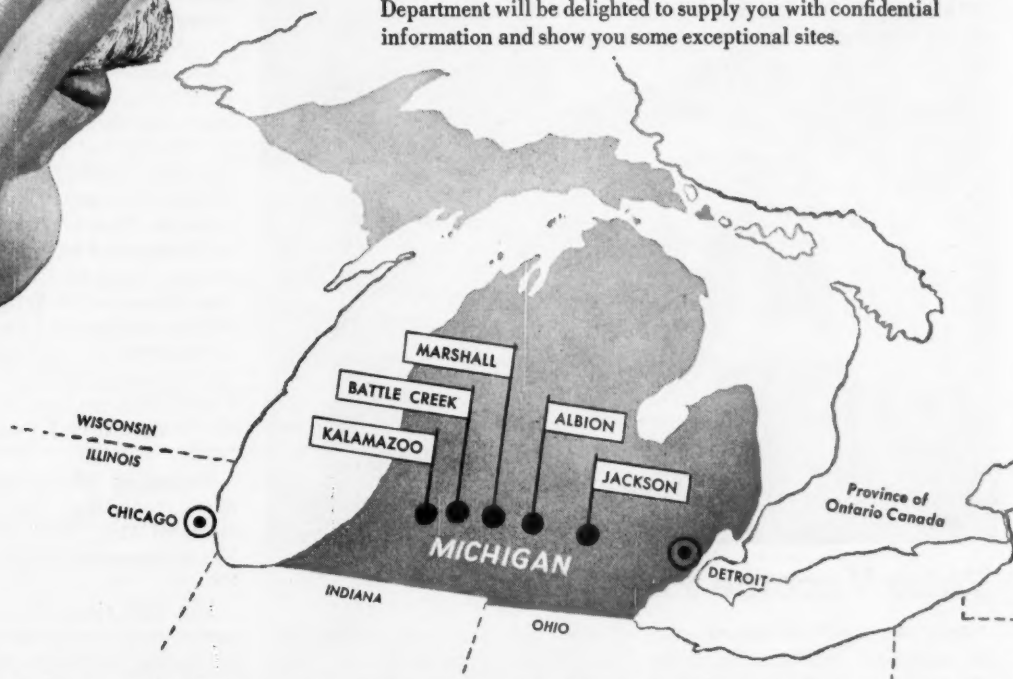 Department will be delighted to supply you with confidential
information and show you some exceptional sites.
MARSHALL
BATTLE CREEK
ALBION
KALAMAZOO
JACKSON
WISCONSIN
ILLINOIS
CHICAGO
Province of
Ontario Canada
MICHIGAN
DETROIT
INDIANA
OHIO